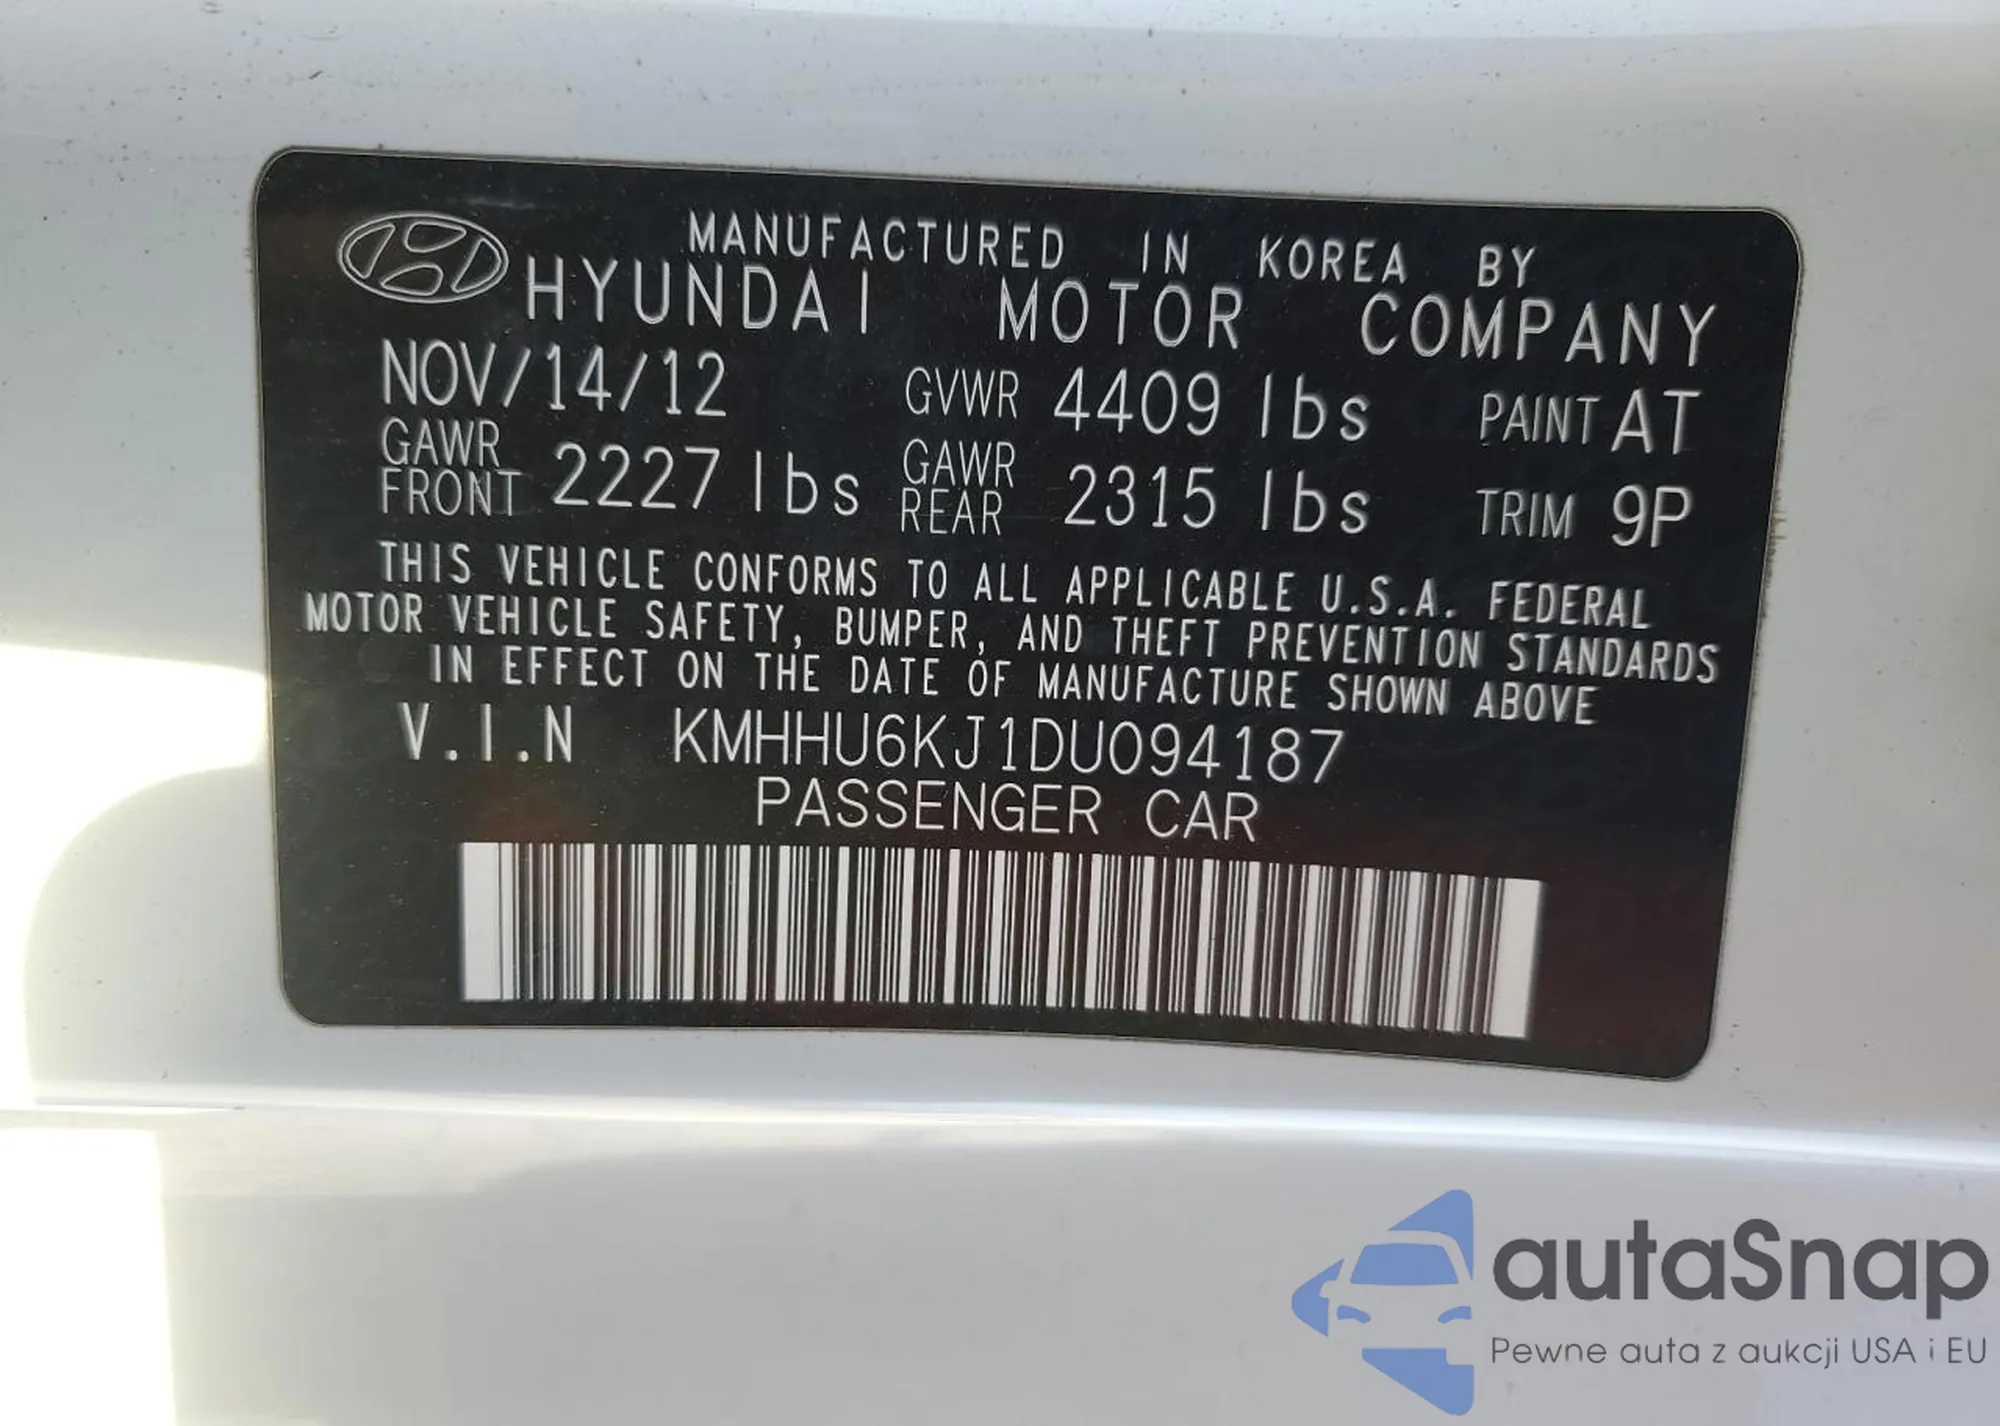 MANUFACTURED IN KOREA BY
HYUNDAI MOTOR COMPANY
NOV/14/12 GVWR 4409 lbs PAINT AT
GAWR FRONT 2227 lbs GAWR REAR 2315 lbs TRIM 9P
THIS VEHICLE CONFORMS TO ALL APPLICABLE U.S.A. FEDERAL
MOTOR VEHICLE SAFETY, BUMPER, AND THEFT PREVENTION STANDARDS
IN EFFECT ON THE DATE OF MANUFACTURE SHOWN ABOVE
V.I.N KMHHU6KJ1DU094187
PASSENGER CAR
autaSnap
Pewne auta z aukcji USA i EU